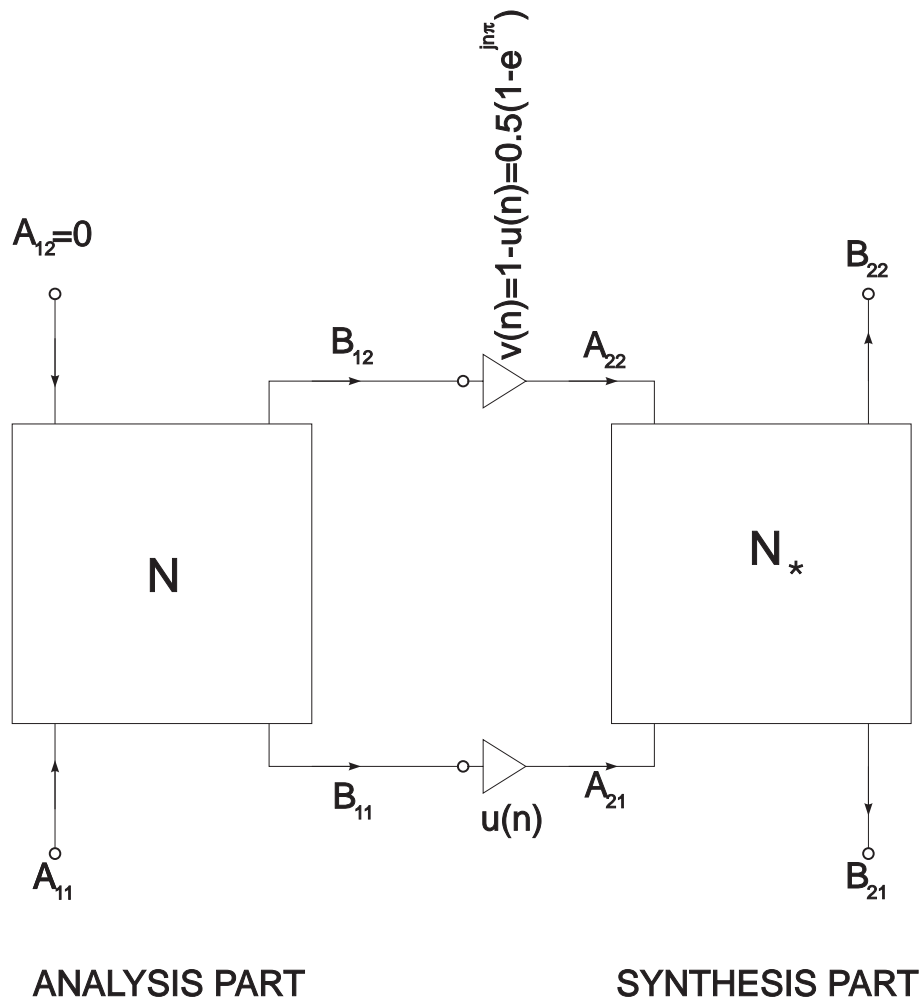 v(n)=1-u(n)=0.5(1-e^jnπ)
A12=0
B22
B12
A22
N
N*
B11
A21
u(n)
A11
B21
ANALYSIS PART
SYNTHESIS PART